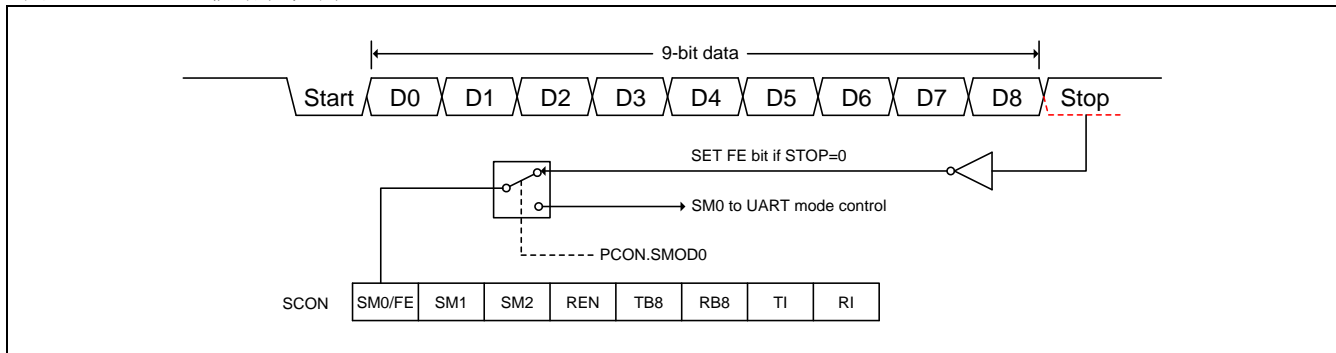 9-bit data
Start D0 D1 D2 D3 D4 D5 D6 D7 D8 Stop
SET FE bit if STOP=0
SM0 to UART mode control
PCON.SMOD0
SCON SM0/FE SM1 SM2 REN TB8 RB8 TI RI